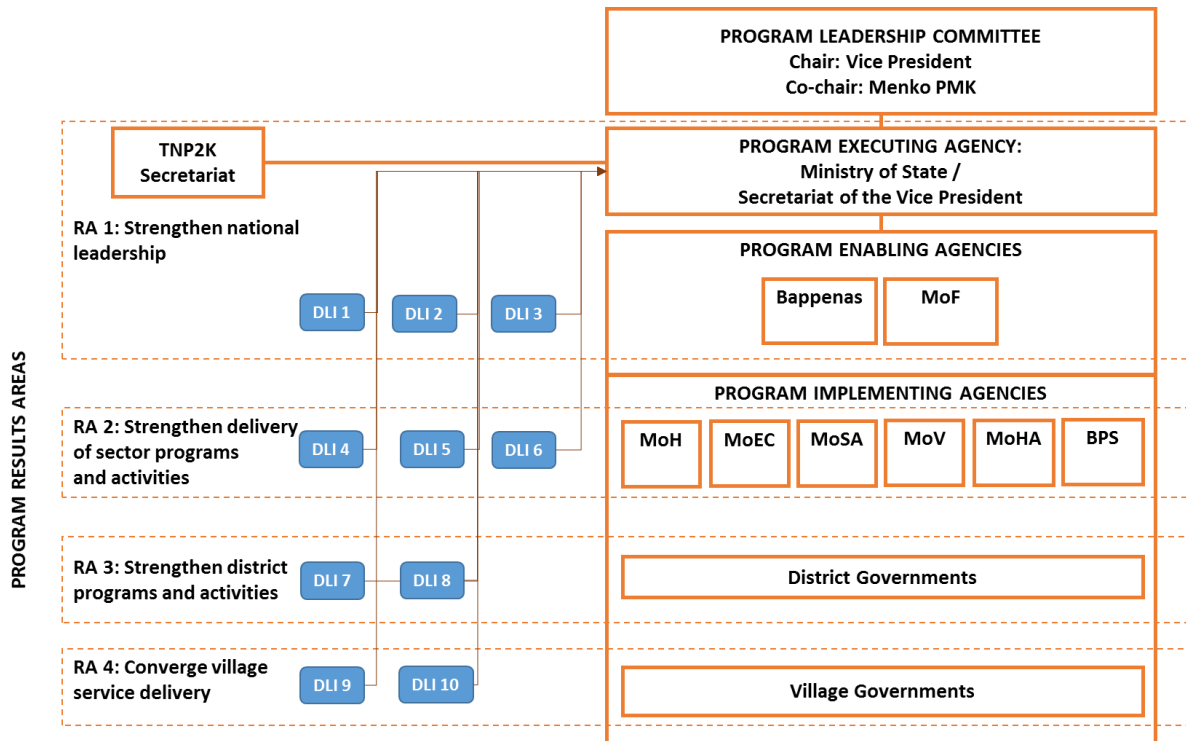 PROGRAM LEADERSHIP COMMITTEE
Chair: Vice President
Co-chair: Menko PMK
TNP2K
Secretariat
PROGRAM EXECUTING AGENCY:
Ministry of State /
Secretariat of the Vice President
RA 1: Strengthen national
leadership
PROGRAM ENABLING AGENCIES
Bappenas
MoF
DLI 1
DLI 2
DLI 3
PROGRAM RESULTS AREAS
PROGRAM IMPLEMENTING AGENCIES
RA 2: Strengthen delivery
of sector programs
and activities
DLI 4
DLI 5
DLI 6
MoH
MoEC
MoSA
MoV
MoHA
BPS
RA 3: Strengthen district
programs and activities
DLI 7
DLI 8
District Governments
RA 4: Converge village
service delivery
DLI 9
DLI 10
Village Governments